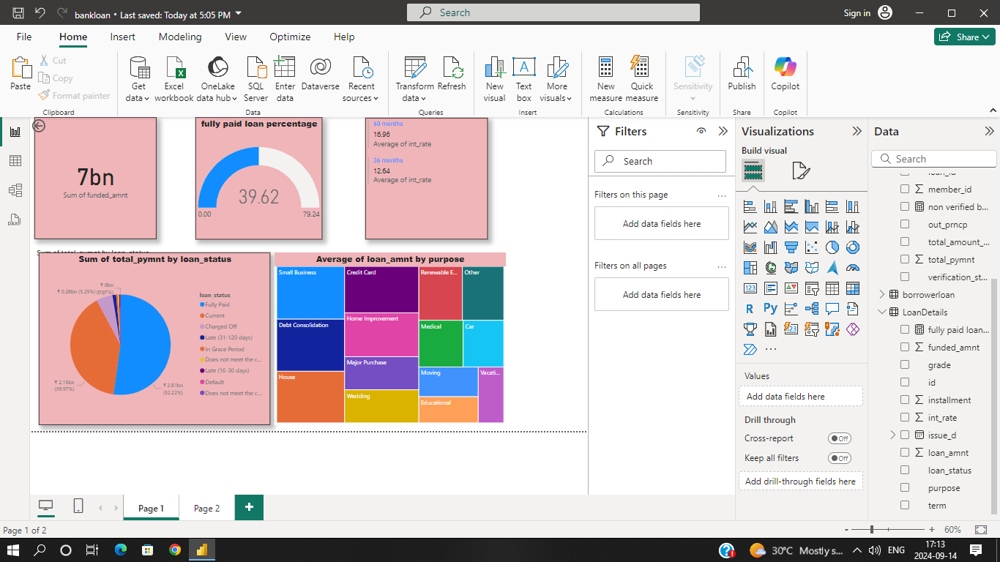 bankloan • Last saved: Today at 5:05 PM
Search
Sign in
File
Home
Insert
Modeling
View
Optimize
Help
Share
Paste
Cut
Copy
Format painter
Clipboard
Get data
Excel workbook
OneLake data hub
SQL Server
Enter data
Dataverse
Recent sources
Data
Transform data
Refresh
Queries
New visual
Text box
More visuals
Insert
New measure
Quick measure
Calculations
Sensitivity
Sensitivity
Publish
Share
Copilot
Copilot
DAX
7bn
Sum of funded_amnt
fully paid loan percentage
39.62
0.00
79.24
60 months
16.96
Average of int_rate
36 months
12.64
Average of int_rate
Sum of total_pymnt by loan_status
Sum of total_pymnt by loan_status
₹ 0bn
₹ 0.28bn (5.25%)
(0.07%)
₹ 2.15bn
(39.97%)
₹ 2.81bn
(52.22%)
loan_status
Fully Paid
Current
Charged Off
Late (31-120 days)
In Grace Period
Does not meet the c...
Late (16-30 days)
Default
Does not meet the c...
Average of loan_amnt by purpose
Small Business
Credit Card
Renewable E...
Other
Debt Consolidation
Home Improvement
Medical
Car
House
Major Purchase
Moving
Vacati...
Wedding
Educational
Filters
Search
Filters on this page
Add data fields here
Filters on all pages
Add data fields here
Visualizations
Build visual
123
R
Py
123
Values
Add data fields here
Drill through
Cross-report
Off
Keep all filters
Off
Add drill-through fields here
Data
Search
loan_id
member_id
non verified b...
out_prncp
total_amount_...
total_pymnt
verification_st...
borrowerloan
LoanDetails
fully paid loan...
funded_amnt
grade
id
installment
int_rate
issue_d
loan_amnt
loan_status
purpose
term
Page 1
Page 2
Page 1 of 2
- + 60%
30°C Mostly s...
ENG
17:13
2024-09-14